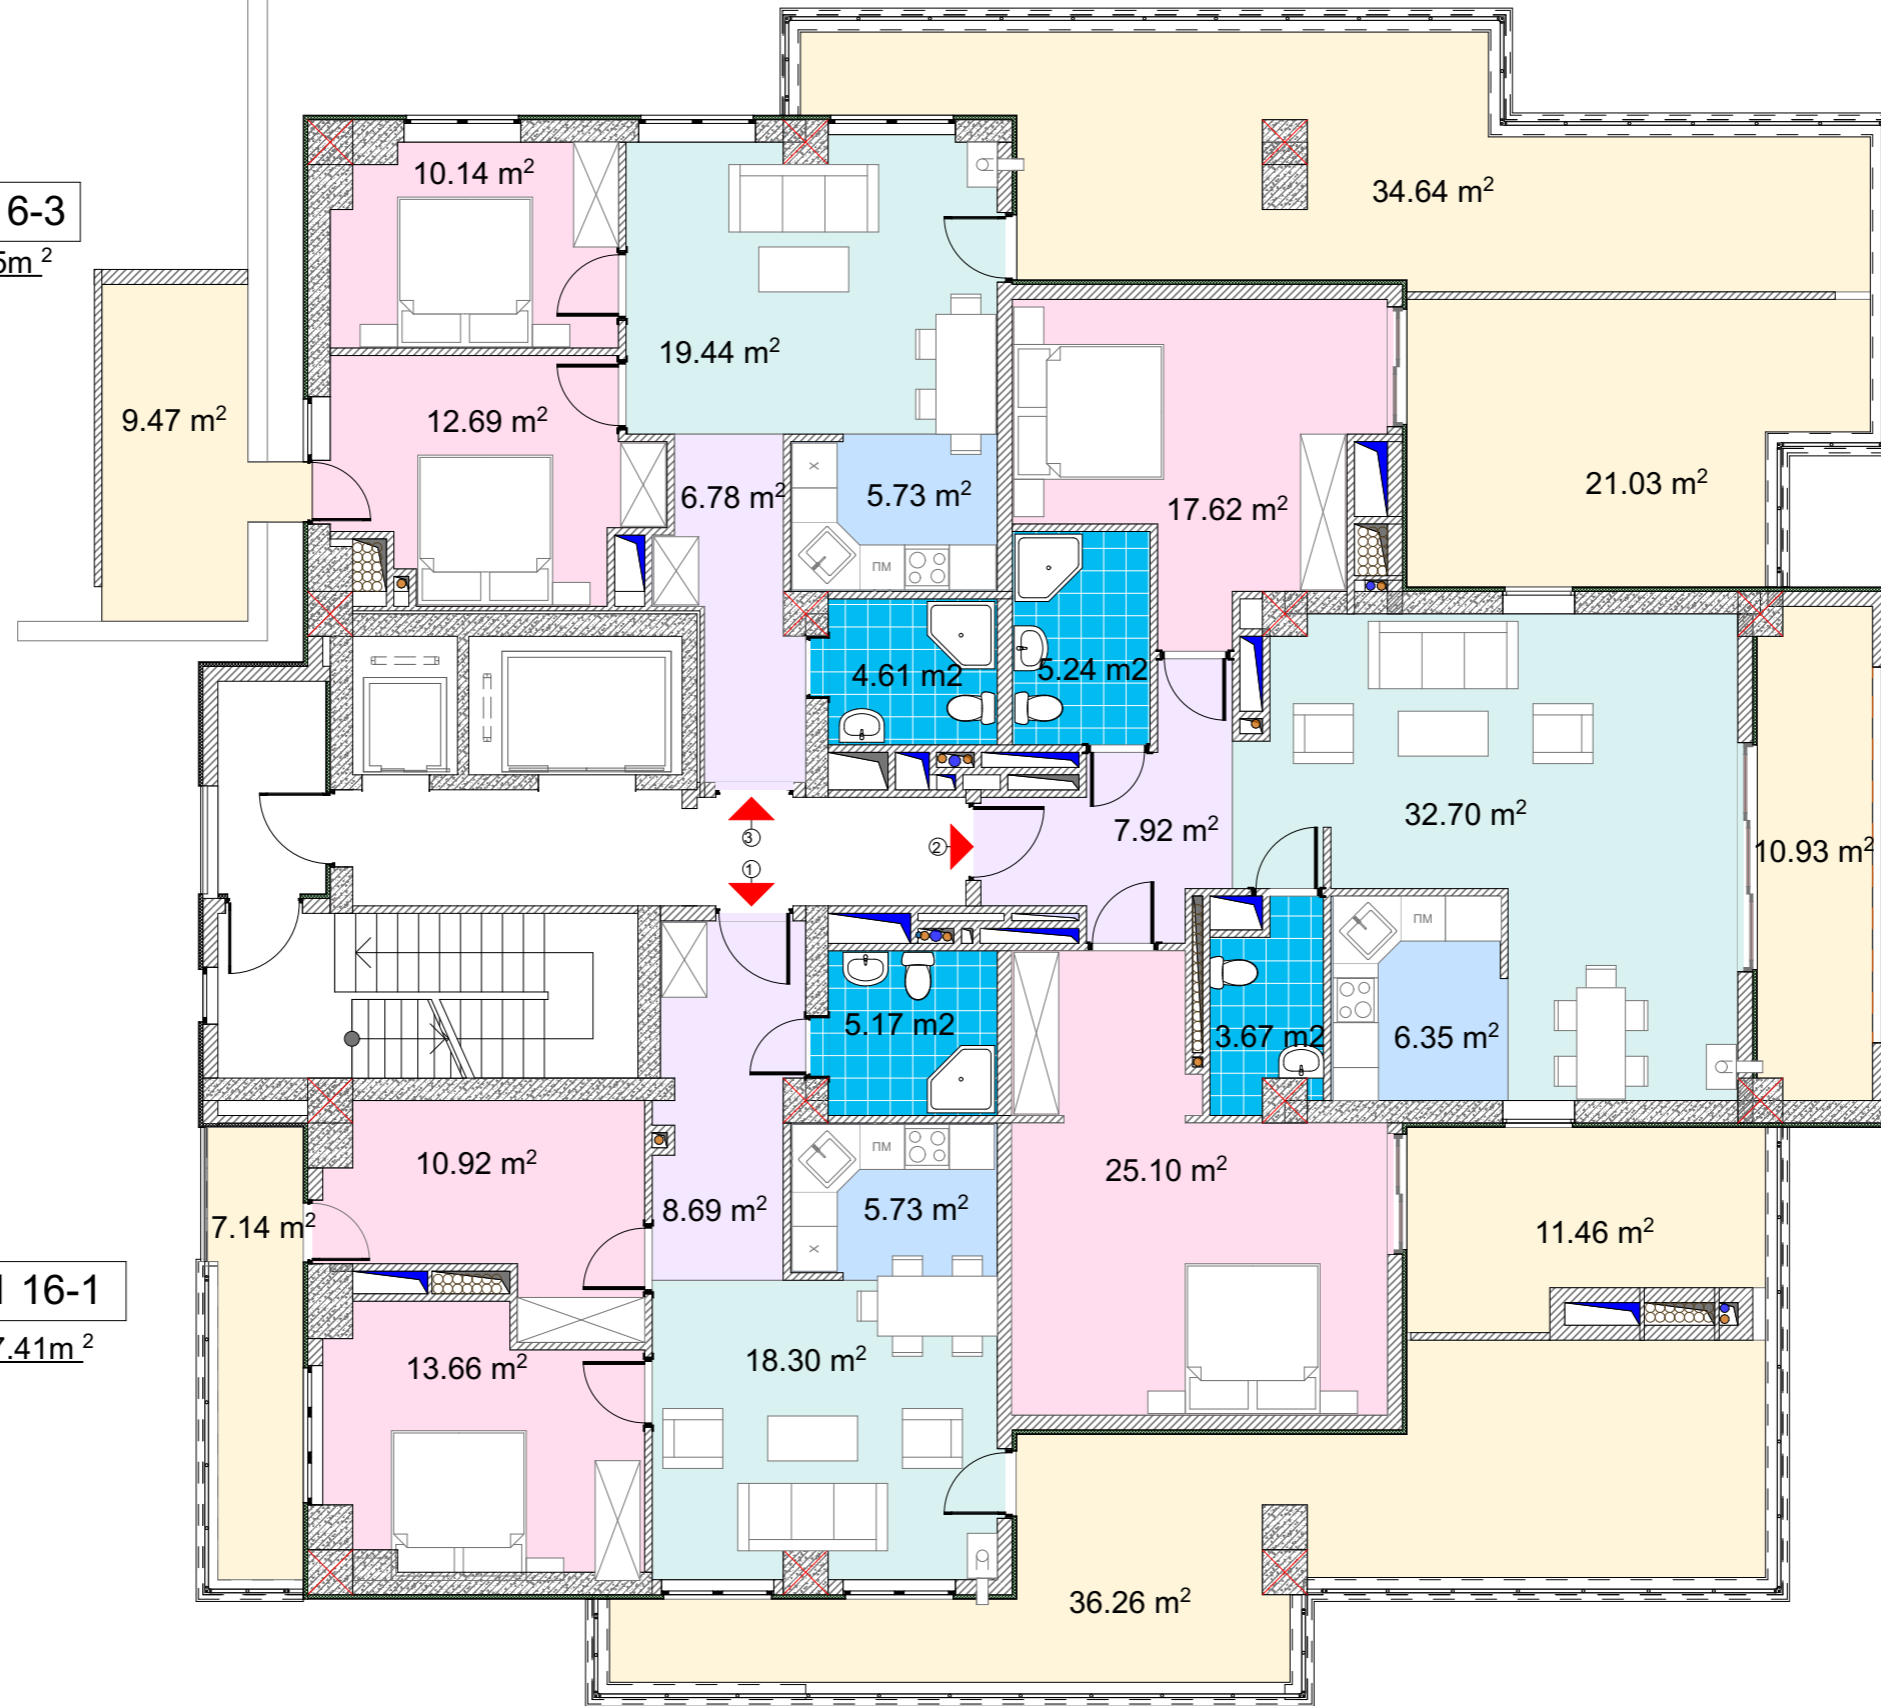 10.14 m²
34.64 m²
6-3
5m ²
19.44 m²
9.47 m²
12.69 m²
6.78 m²
5.73 m²
X
ПМ
17.62 m²
21.03 m²
4.61 m2
5.24 m2
32.70 m²
7.92 m²
10.93 m²
3
2
1
ПМ
5.17 m2
3.67 m2
6.35 m²
10.92 m²
ПМ
8.69 m²
5.73 m²
X
25.10 m²
7.14 m²
11.46 m²
16-1
7.41m ²
13.66 m²
18.30 m²
36.26 m²